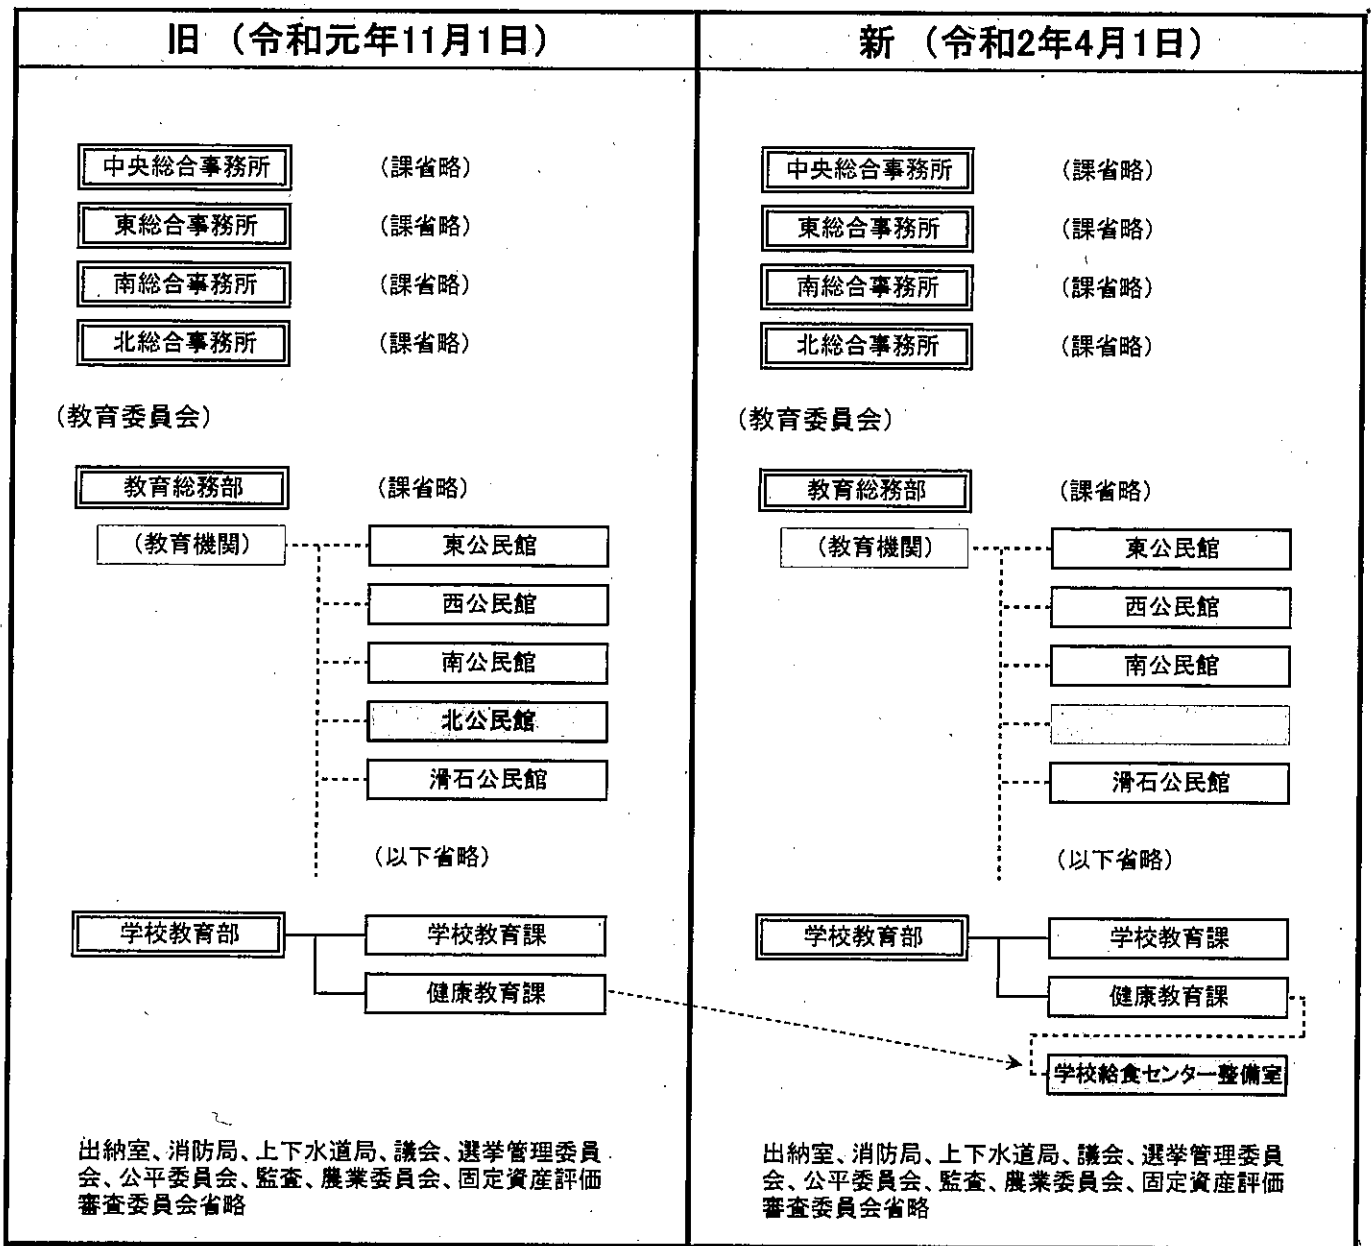 旧 （令和元年11月1日）
中央総合事務所 （課省略）
東総合事務所 （課省略）
南総合事務所 （課省略）
北総合事務所 （課省略）
（教育委員会）
教育総務部 （課省略）
（教育機関） 東公民館
西公民館
南公民館
北公民館
滑石公民館
（以下省略）
学校教育部 学校教育課
健康教育課
出納室、消防局、上下水道局、議会、選挙管理委員
会、公平委員会、監査、農業委員会、固定資産評価
審査委員会省略
新 （令和2年4月1日）
中央総合事務所 （課省略）
東総合事務所 （課省略）
南総合事務所 （課省略）
北総合事務所 （課省略）
（教育委員会）
教育総務部 （課省略）
（教育機関） 東公民館
西公民館
南公民館
滑石公民館
（以下省略）
学校教育部 学校教育課
健康教育課
学校給食センター整備室
出納室、消防局、上下水道局、議会、選挙管理委員
会、公平委員会、監査、農業委員会、固定資産評価
審査委員会省略